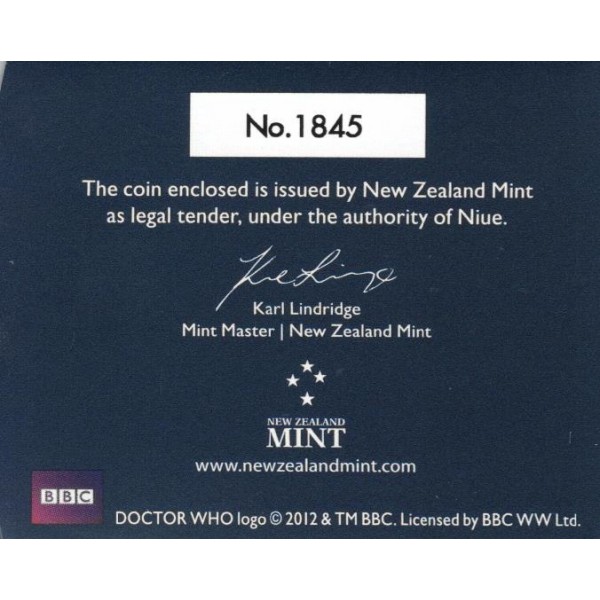 No.1845
The coin enclosed is issued by New Zealand Mint
as legal tender, under the authority of Niue.
Karl Lindridge
Mint Master | New Zealand Mint
NEW ZEALAND
MINT
www.newzealandmint.com
BBC
DOCTOR WHO logo © 2012 & TM BBC. Licensed by BBC WW Ltd.